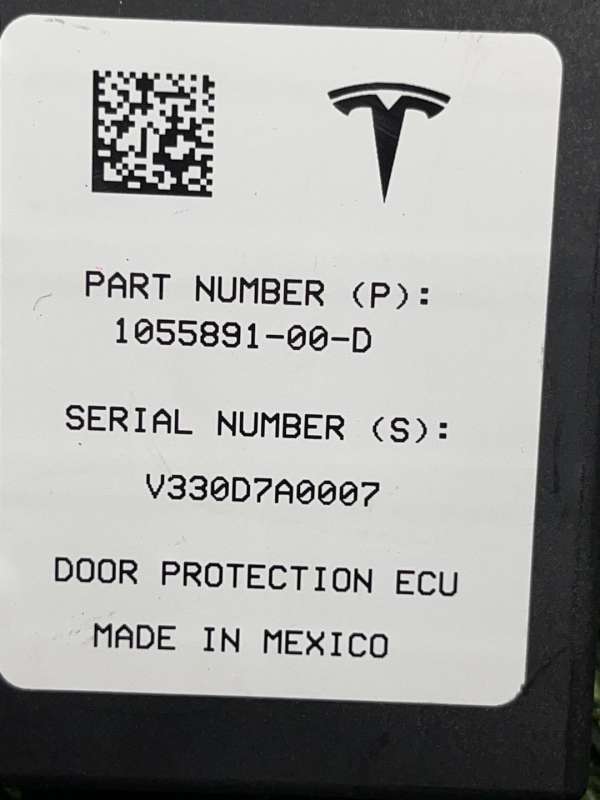 PART NUMBER (P):
1055891-00-D
SERIAL NUMBER (S):
V330D7A0007
DOOR PROTECTION ECU
MADE IN MEXICO